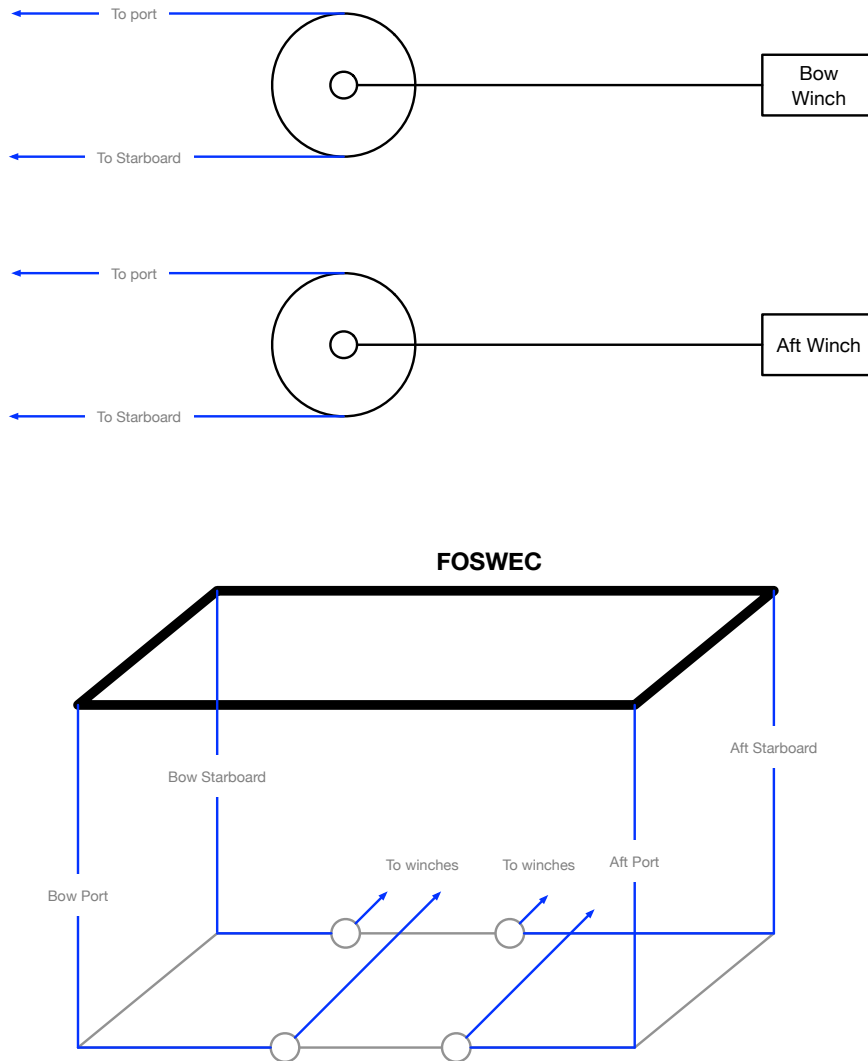 To port
Bow
Winch
To Starboard
To port
Aft Winch
To Starboard
FOSWEC
Aft Starboard
Bow Starboard
To winches
To winches
Aft Port
Bow Port